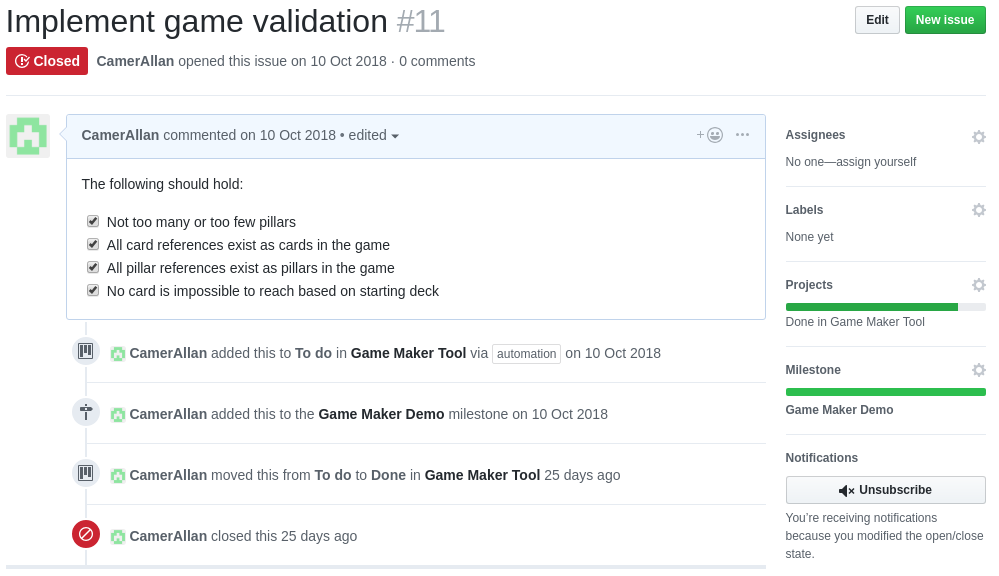 Implement game validation #11
Edit
New issue
Closed
CamerAllan opened this issue on 10 Oct 2018 · 0 comments
CamerAllan commented on 10 Oct 2018 • edited
The following should hold:
Not too many or too few pillars
All card references exist as cards in the game
All pillar references exist as pillars in the game
No card is impossible to reach based on starting deck
CamerAllan added this to To do in Game Maker Tool via automation on 10 Oct 2018
CamerAllan added this to the Game Maker Demo milestone on 10 Oct 2018
CamerAllan moved this from To do to Done in Game Maker Tool 25 days ago
CamerAllan closed this 25 days ago
Assignees
No one—assign yourself
Labels
None yet
Projects
Done in Game Maker Tool
Milestone
Game Maker Demo
Notifications
Unsubscribe
You're receiving notifications
because you modified the open/close
state.